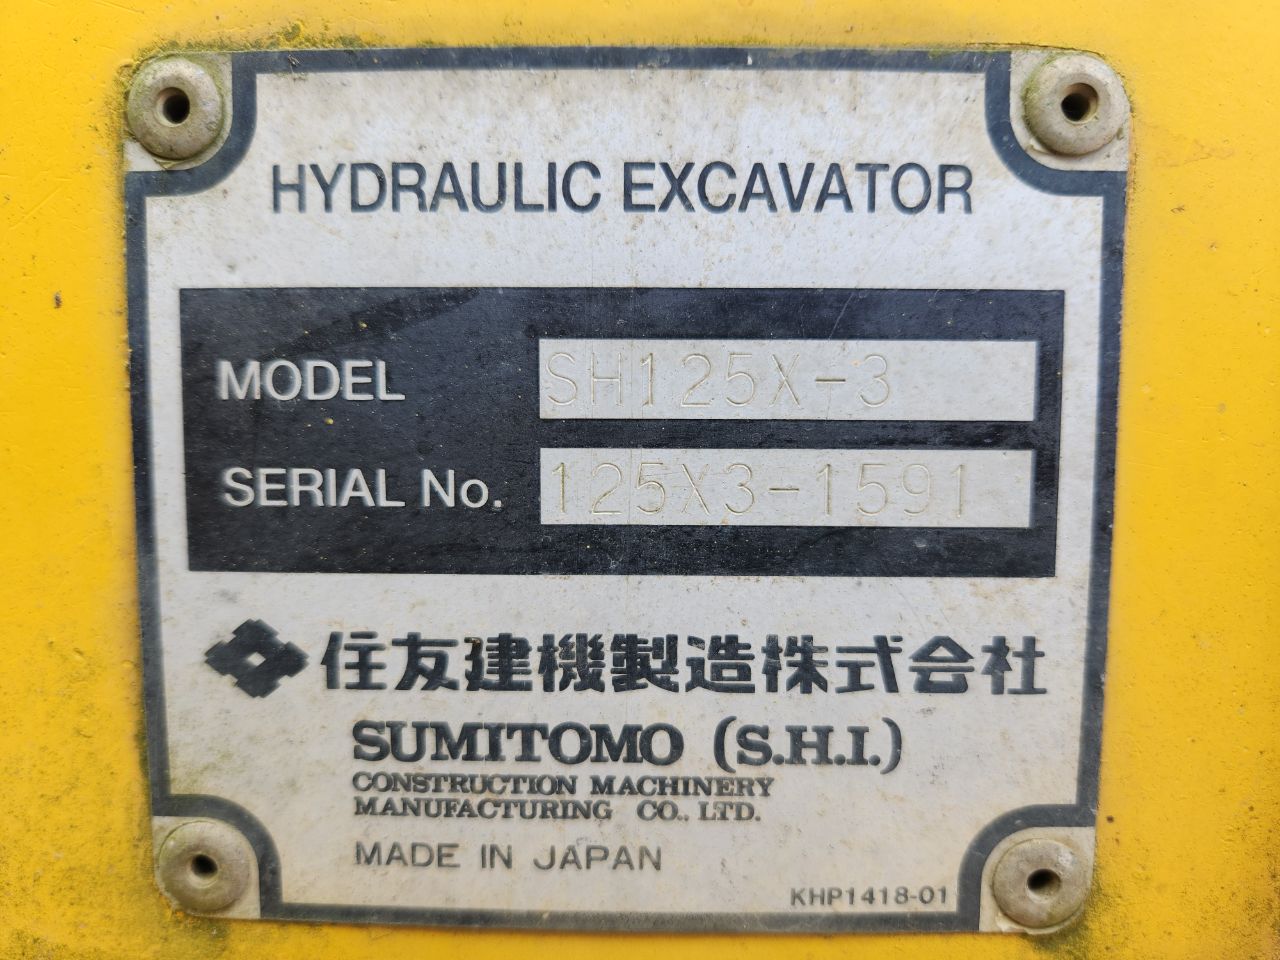 HYDRAULIC EXCAVATOR
MODEL SH125X-3
SERIAL No. 125X3-1591
住友建機製造株式会社
SUMITOMO (S.H.I.)
CONSTRUCTION MACHINERY
MANUFACTURING CO., LTD.
MADE IN JAPAN
KHP1418-01